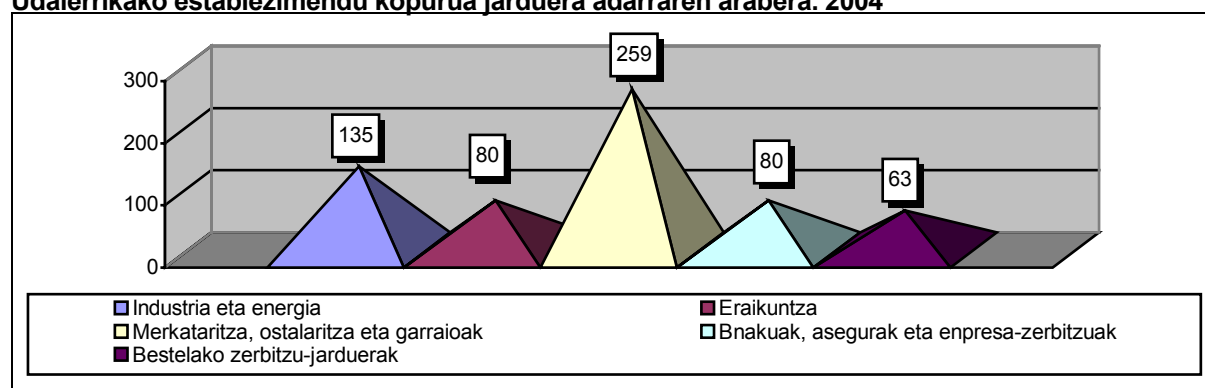 Udalerrikako establezimendu kopurua jarduera adarraren arabera. 2004
259
300
135
200
80
80
63
100
0
Industria eta energia
Eraikuntza
Merkataritza, ostalaritza eta garraioak
Bnakuak, asegurak eta enpresa-zerbitzuak
Bestelako zerbitzu-jarduerak